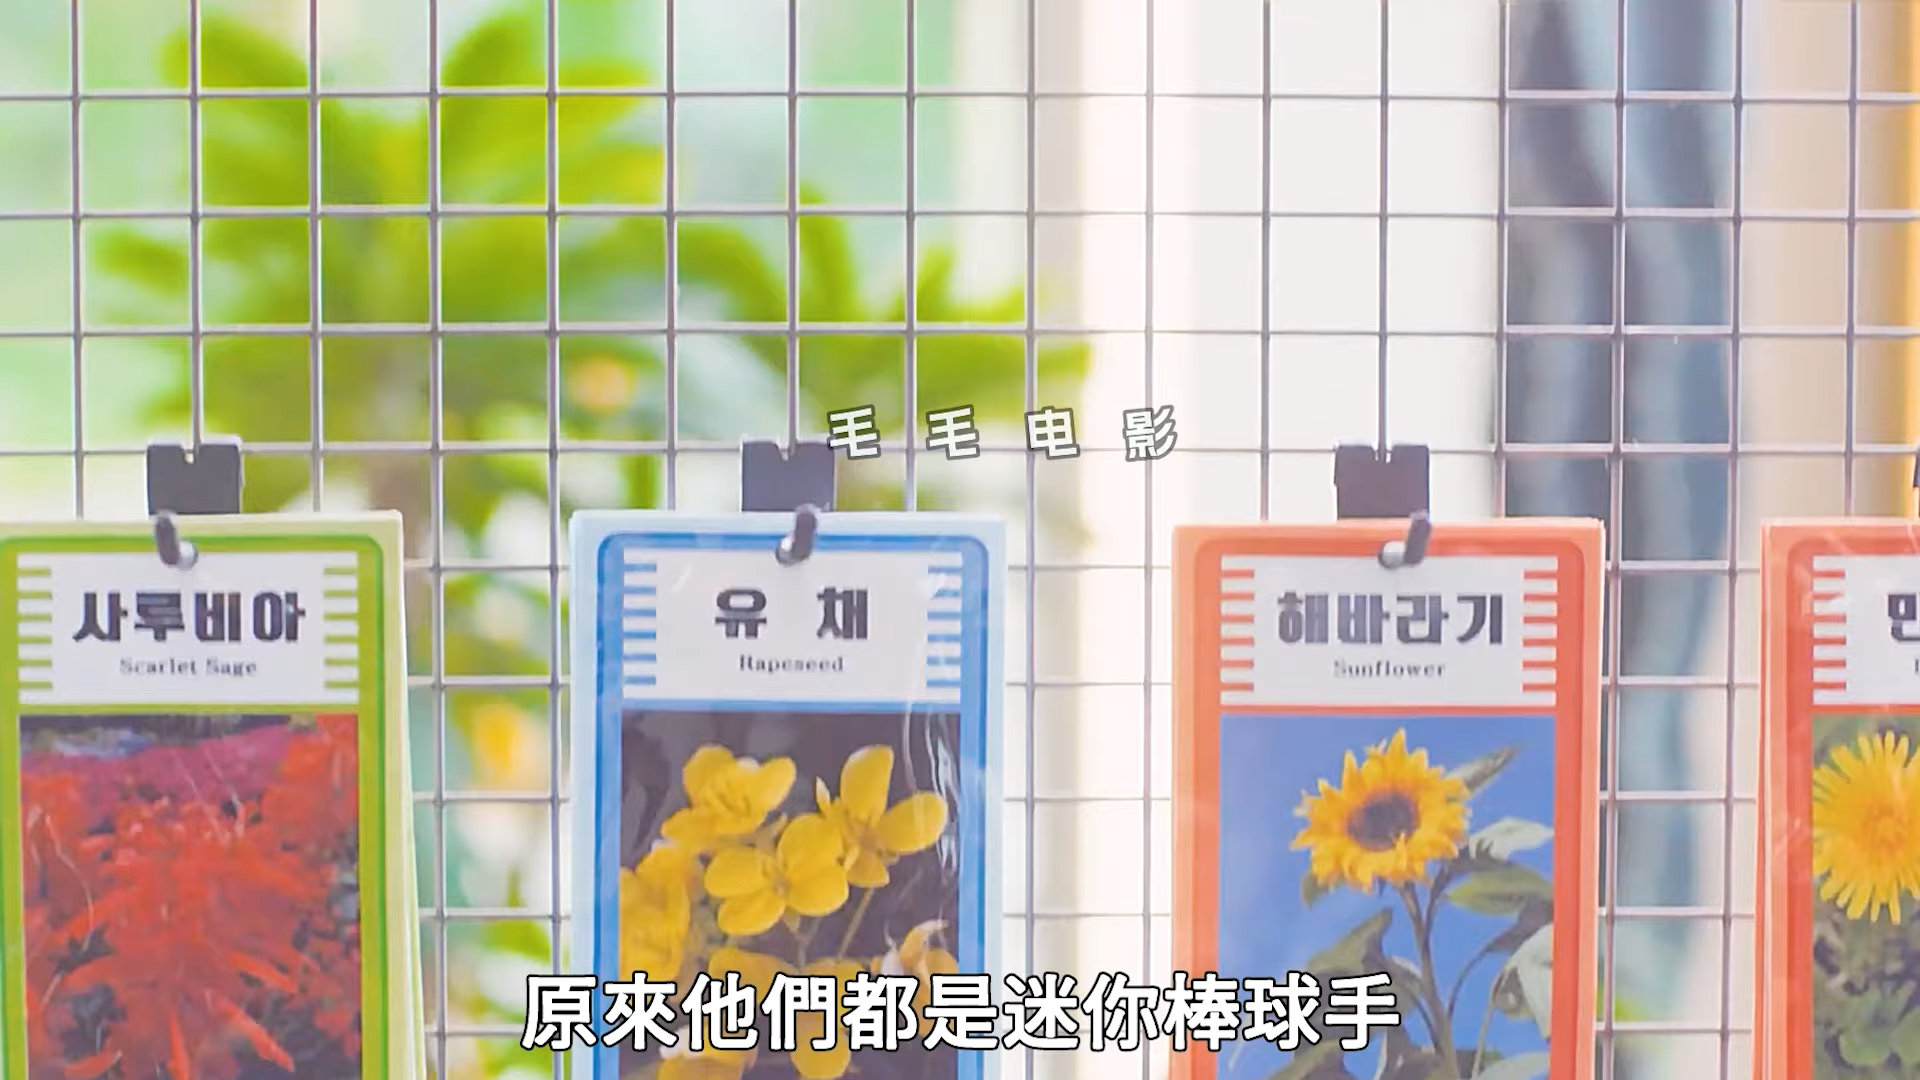 毛毛电影
사루비아
Scarlet Sage
유 채
Rapeseed
해바라기
Sunflower
민
原來他們都是迷你棒球手